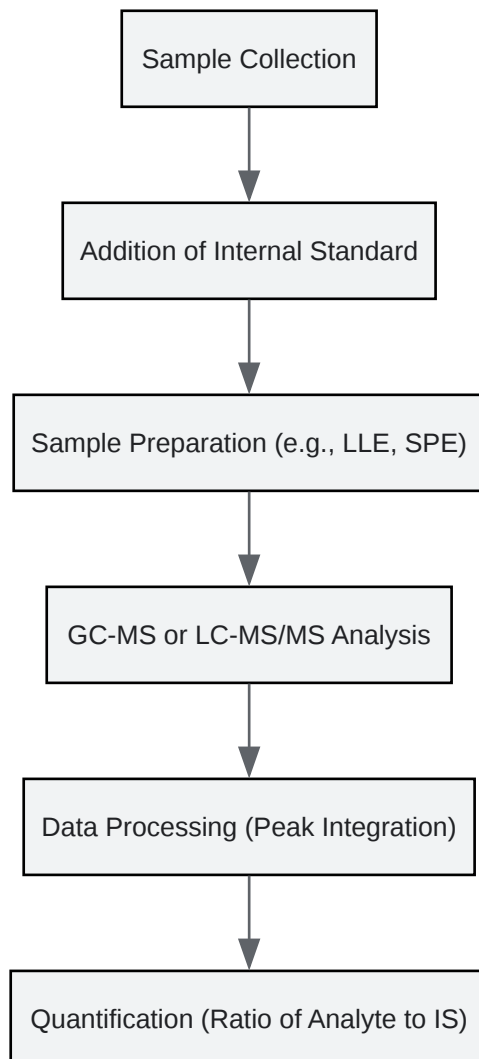 Sample Collection
Addition of Internal Standard
Sample Preparation (e.g., LLE, SPE)
GC-MS or LC-MS/MS Analysis
Data Processing (Peak Integration)
Quantification (Ratio of Analyte to IS)